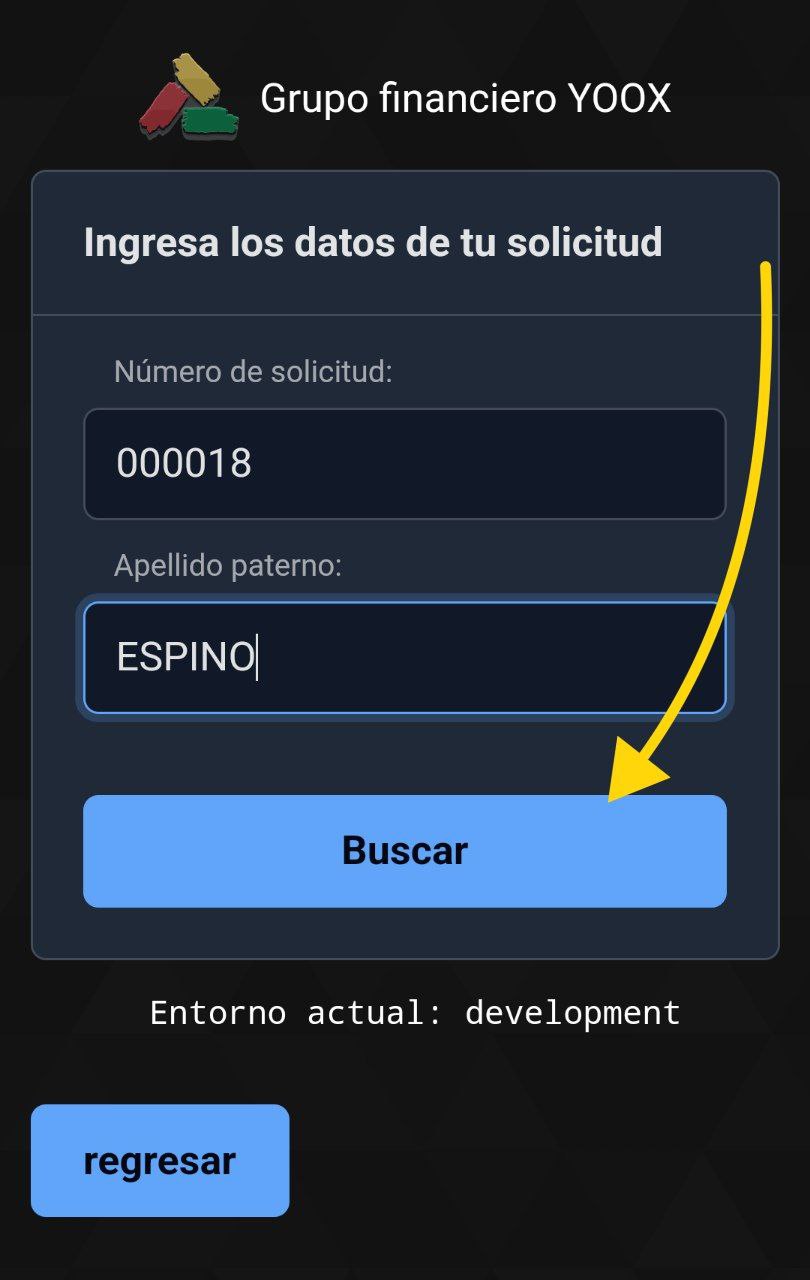 Grupo financiero YOOX
Ingresa los datos de tu solicitud
Número de solicitud:
000018
Apellido paterno:
ESPINO
Buscar
Entorno actual: development
regresar